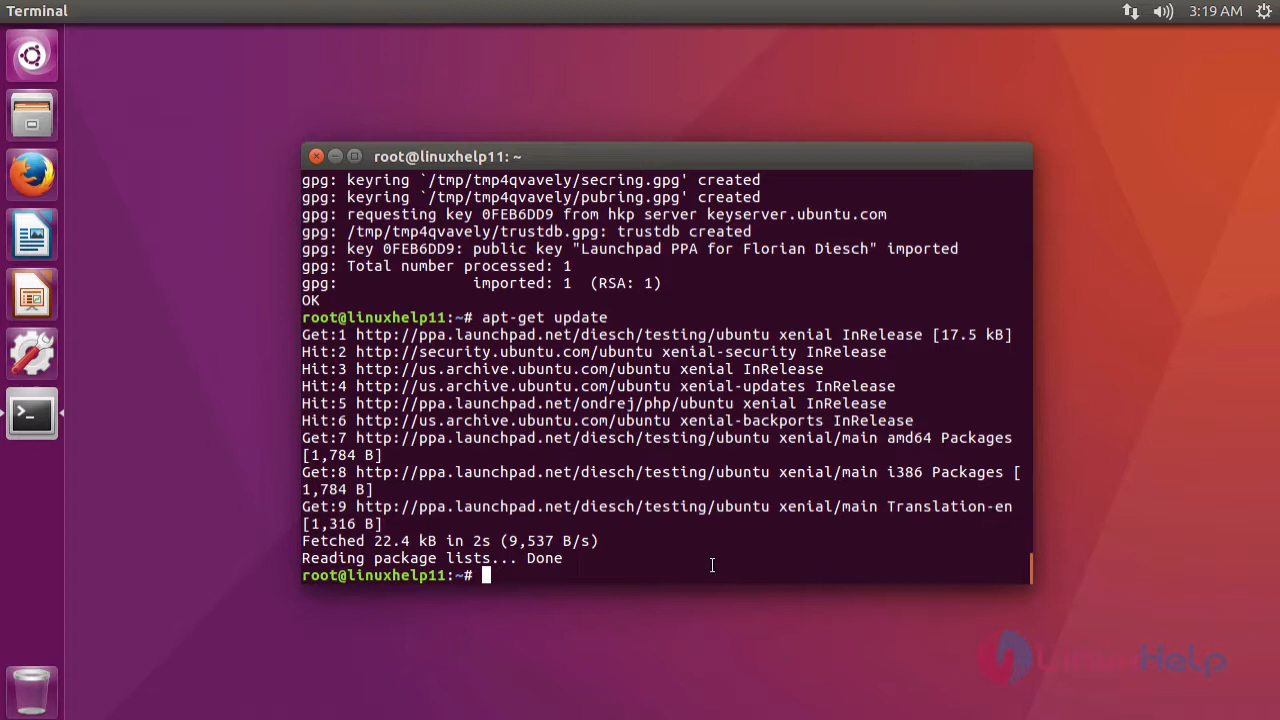 Terminal
3:19 AM
root@linuxhelp11: ~
gpg: keyring `/tmp/tmp4qvavely/secring.gpg' created
gpg: keyring `/tmp/tmp4qvavely/pubring.gpg' created
gpg: requesting key 0FEB6DD9 from hkp server keyserver.ubuntu.com
gpg: /tmp/tmp4qvavely/trustdb.gpg: trustdb created
gpg: key 0FEB6DD9: public key "Launchpad PPA for Florian Diesch" imported
gpg: Total number processed: 1
gpg:               imported: 1  (RSA: 1)
OK
root@linuxhelp11:~# apt-get update
Get:1 http://ppa.launchpad.net/diesch/testing/ubuntu xenial InRelease [17.5 kB]
Hit:2 http://security.ubuntu.com/ubuntu xenial-security InRelease
Hit:3 http://us.archive.ubuntu.com/ubuntu xenial InRelease
Hit:4 http://us.archive.ubuntu.com/ubuntu xenial-updates InRelease
Hit:5 http://ppa.launchpad.net/ondrej/php/ubuntu xenial InRelease
Hit:6 http://us.archive.ubuntu.com/ubuntu xenial-backports InRelease
Get:7 http://ppa.launchpad.net/diesch/testing/ubuntu xenial/main amd64 Packages
[1,784 B]
Get:8 http://ppa.launchpad.net/diesch/testing/ubuntu xenial/main i386 Packages [
1,784 B]
Get:9 http://ppa.launchpad.net/diesch/testing/ubuntu xenial/main Translation-en
[1,316 B]
Fetched 22.4 kB in 2s (9,537 B/s)
Reading package lists... Done
root@linuxhelp11:~#
LinuxHelp